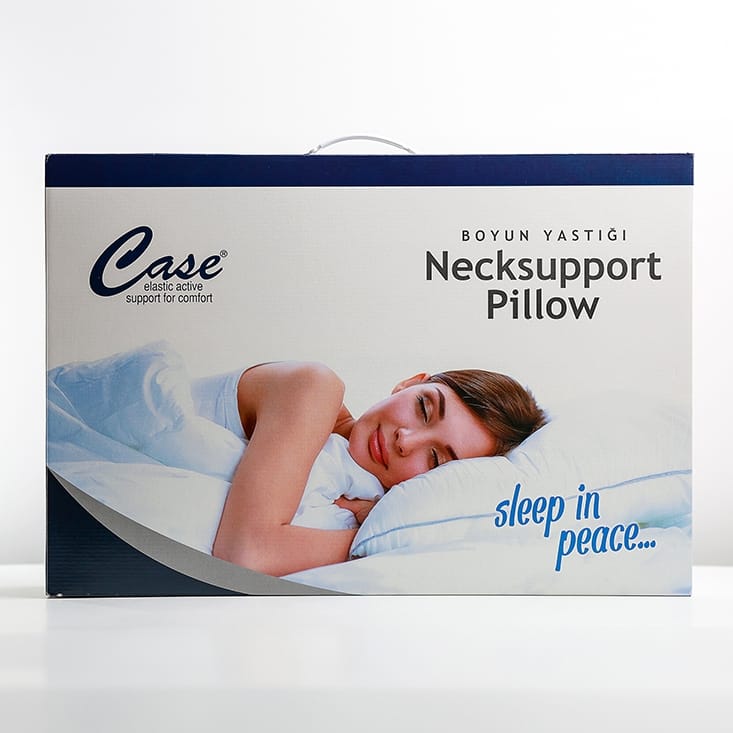 Case®
elastic active
support for comfort
BOYUN YASTIĞI
Necksupport
Pillow
sleep in
peace...